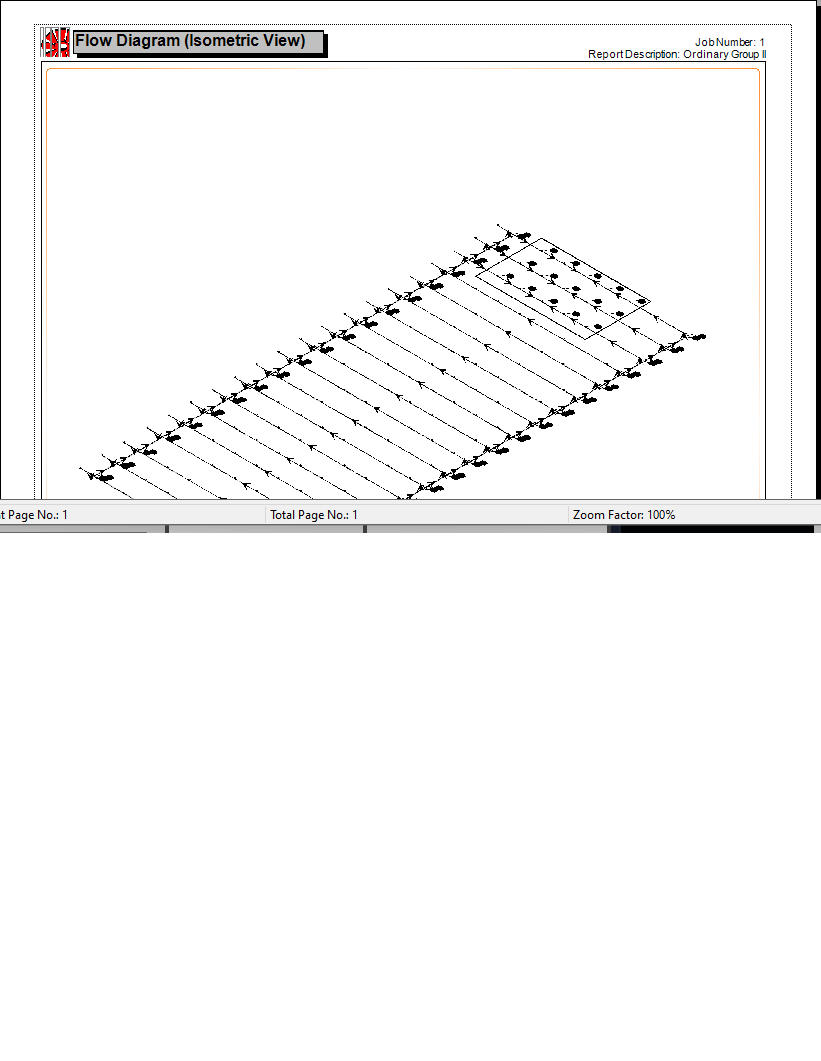 Flow Diagram (Isometric View)
Job Number: 1
Report Description: Ordinary Group II
t Page No.: 1
Total Page No.: 1
Zoom Factor: 100%